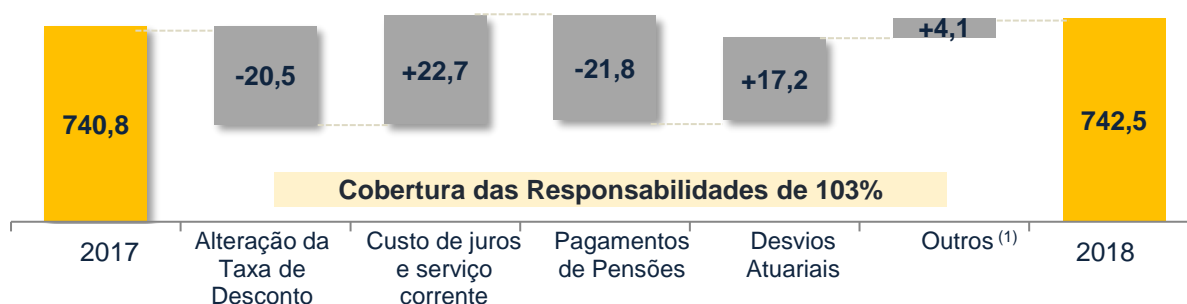 740,8
-20,5
+22,7
-21,8
+17,2
+4,1
742,5
Cobertura das Responsabilidades de 103%
2017
Alteração da
Taxa de
Desconto
Custo de juros
e serviço
corrente
Pagamentos
de Pensões
Desvios
Atuariais
Outros (1)
2018